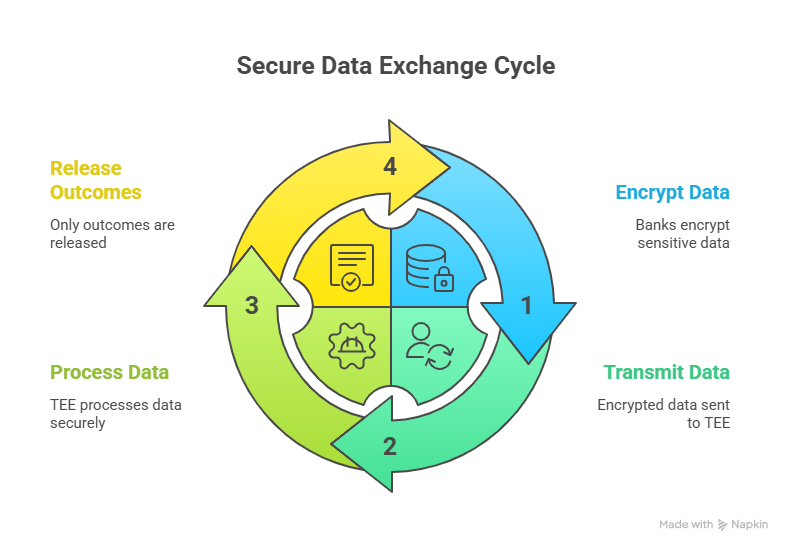 Secure Data Exchange Cycle
Release
Outcomes
Only outcomes are
released
4
Encrypt Data
Banks encrypt
sensitive data
3
1
Process Data
TEE processes data
securely
Transmit Data
Encrypted data sent
to TEE
2
Made with Napkin